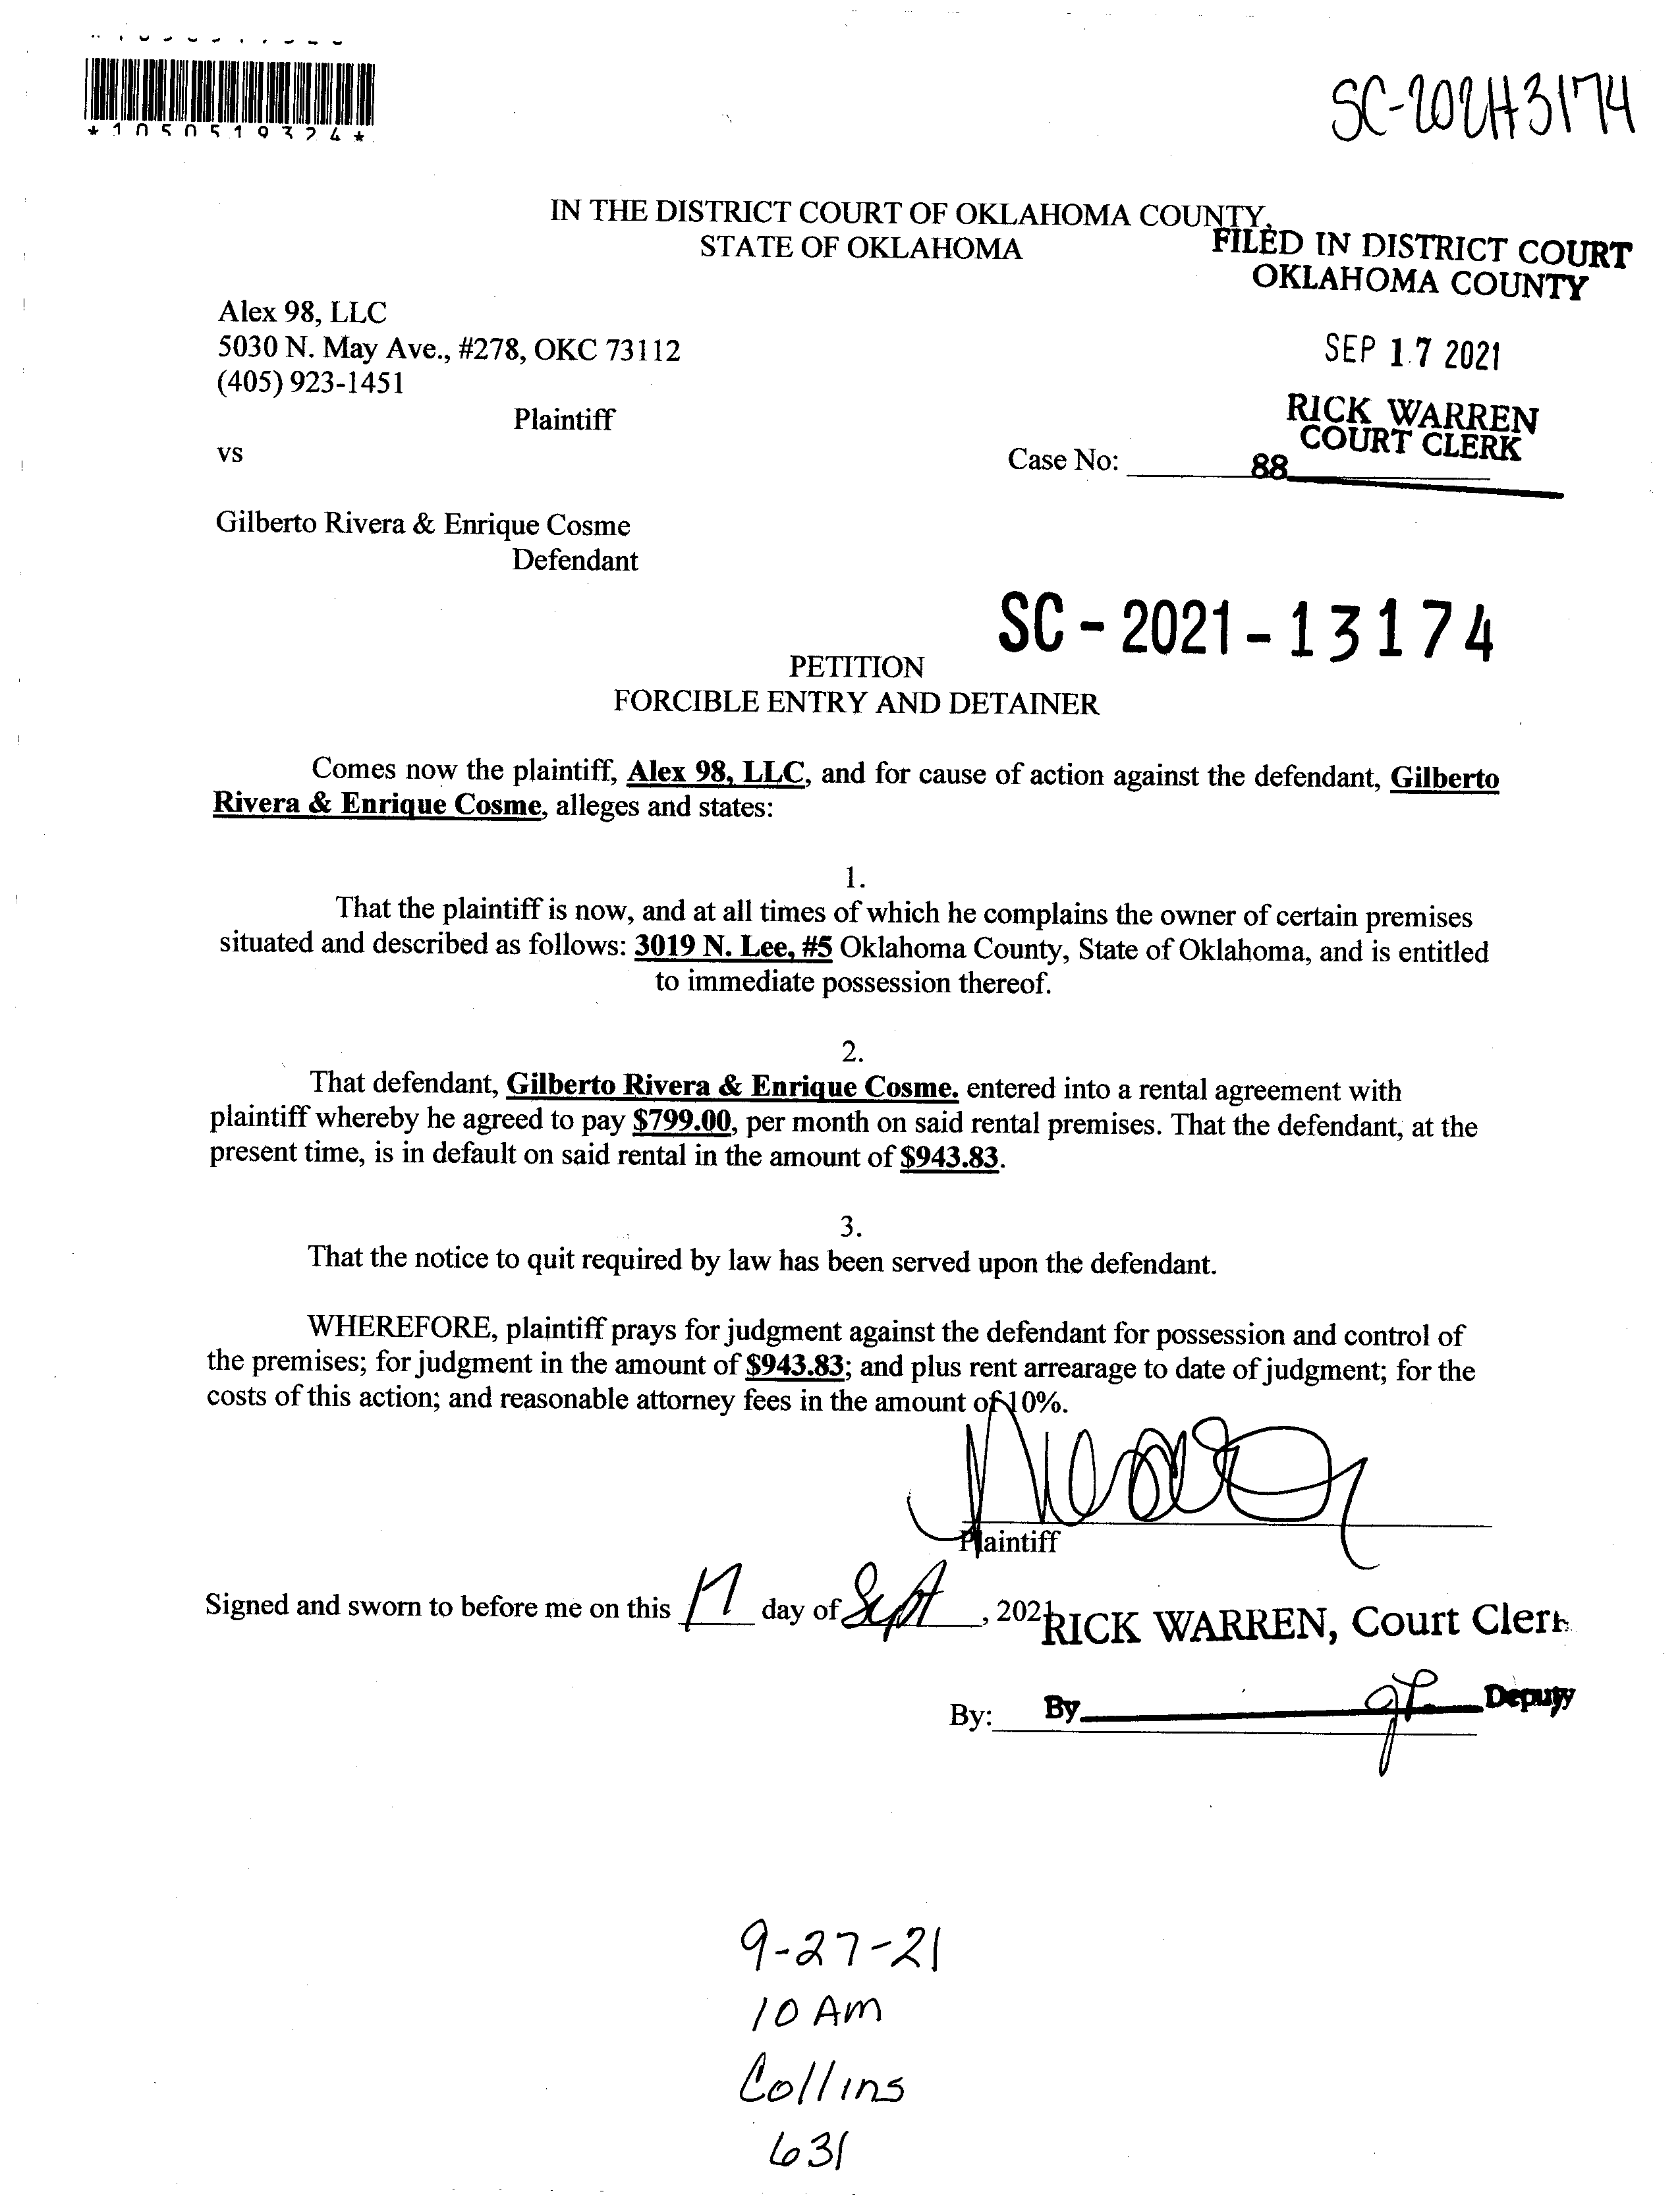 *1050519324*
SC-2021-13174
IN THE DISTRICT COURT OF OKLAHOMA COUNTY,
STATE OF OKLAHOMA
FILED IN DISTRICT COURT
OKLAHOMA COUNTY
Alex 98, LLC
5030 N. May Ave., #278, OKC 73112
(405) 923-1451
SEP 17 2021
Plaintiff
RICK WARREN
COURT CLERK
vs
Case No:
88
Gilberto Rivera & Enrique Cosme
Defendant
SC - 2021 - 13174
PETITION
FORCIBLE ENTRY AND DETAINER
Comes now the plaintiff, Alex 98, LLC, and for cause of action against the defendant, Gilberto
Rivera & Enrique Cosme, alleges and states:
1.
That the plaintiff is now, and at all times of which he complains the owner of certain premises
situated and described as follows: 3019 N. Lee, #5 Oklahoma County, State of Oklahoma, and is entitled
to immediate possession thereof.
2.
That defendant, Gilberto Rivera & Enrique Cosme. entered into a rental agreement with
plaintiff whereby he agreed to pay $799.00, per month on said rental premises. That the defendant, at the
present time, is in default on said rental in the amount of $943.83.
3.
That the notice to quit required by law has been served upon the defendant.
WHEREFORE, plaintiff prays for judgment against the defendant for possession and control of
the premises; for judgment in the amount of $943.83; and plus rent arrearage to date of judgment; for the
costs of this action; and reasonable attorney fees in the amount of 10%.
Plaintiff
Signed and sworn to before me on this 17 day of Sept, 2021
RICK WARREN, Court Clerk
By: By Deputy
9-27-21
10 AM
Collins
631